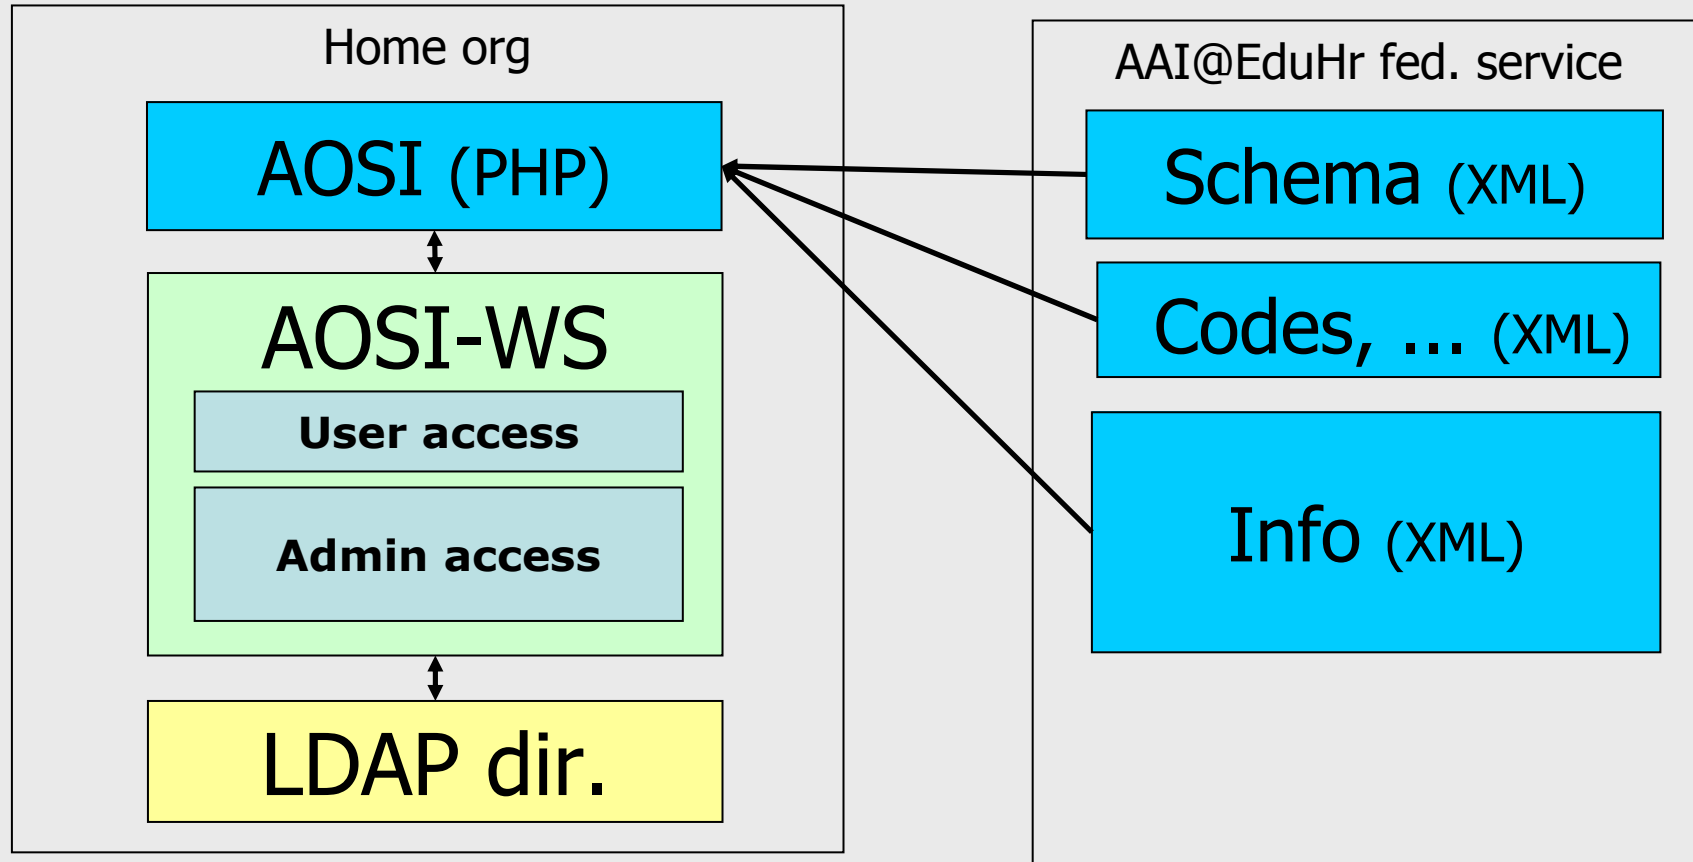 Home org
AOSI (PHP)
AOSI-WS
User access
Admin access
LDAP dir.
AAI@EduHr fed. service
Schema (XML)
Codes, ... (XML)
Info (XML)